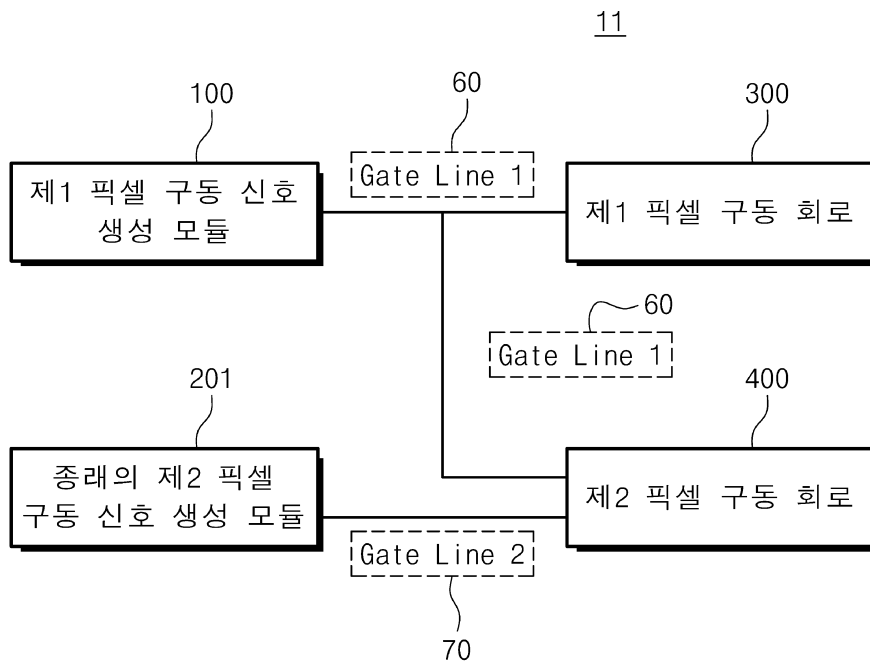 11
100
60
300
제1 픽셀 구동 신호
생성 모듈
Gate Line 1
제1 픽셀 구동 회로
60
Gate Line 1
201
400
종래의 제2 픽셀
구동 신호 생성 모듈
제2 픽셀 구동 회로
Gate Line 2
70